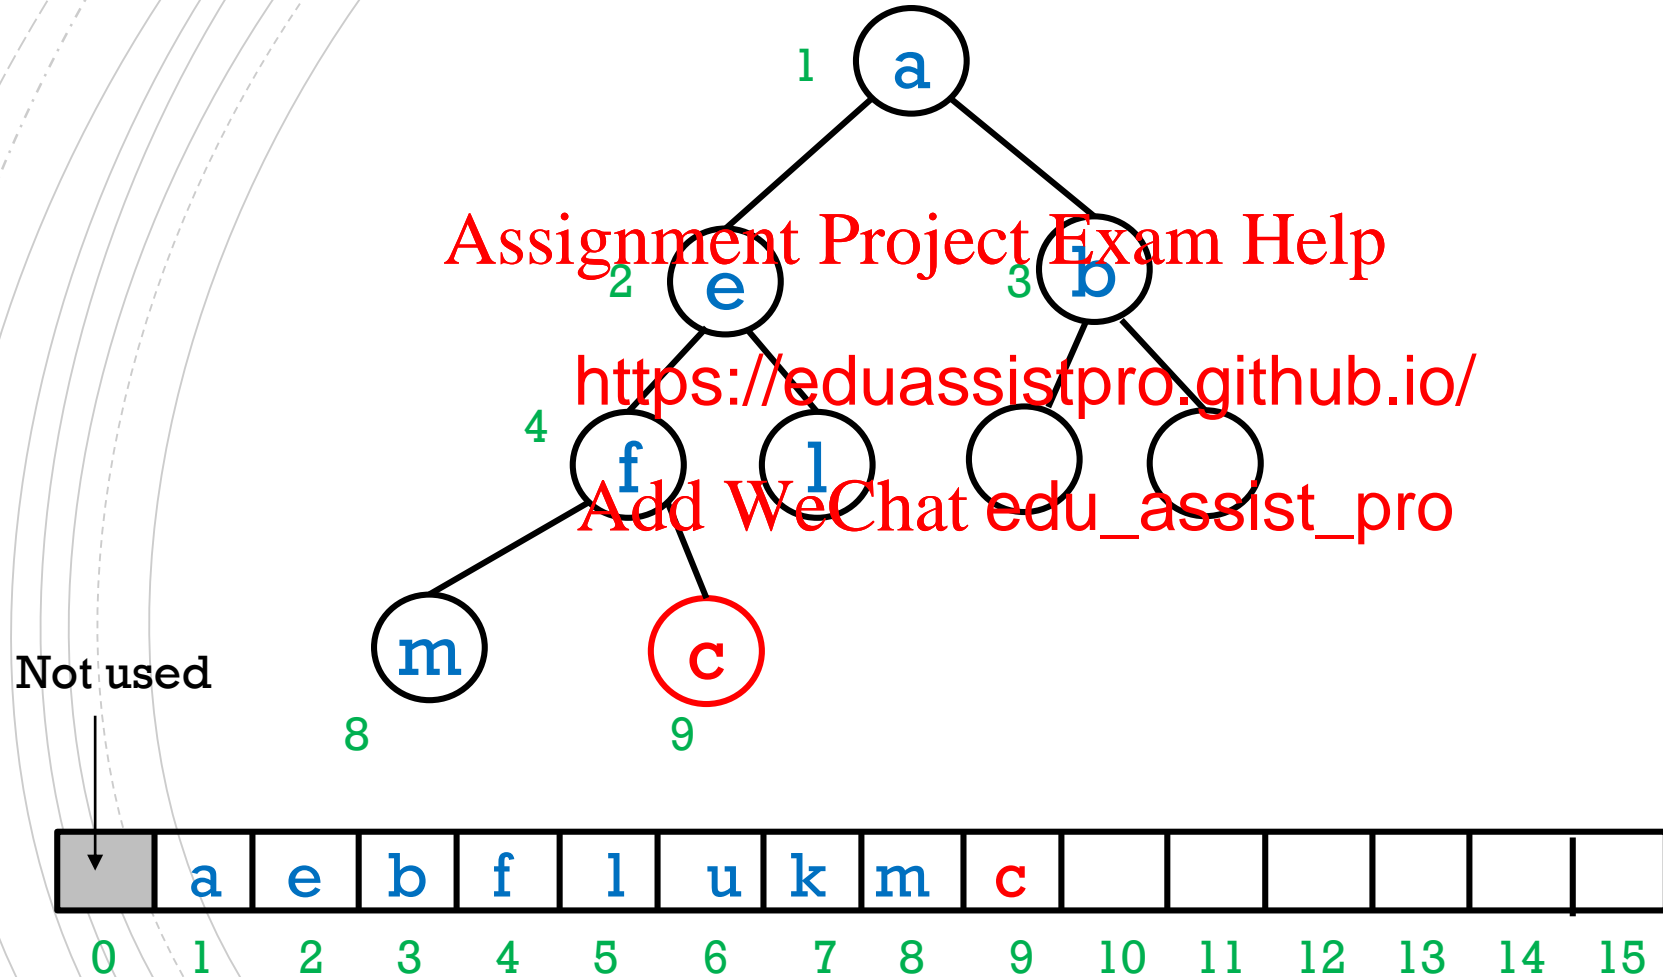 1 a
Assignment Project Exam Help
2 e 3 b
https://eduassistpro.github.io/
4 f l
Add WeChat edu_assist_pro
m c
Not used
8 9
a e b f l u k m c
0 1 2 3 4 5 6 7 8 9 10 11 12 13 14 15